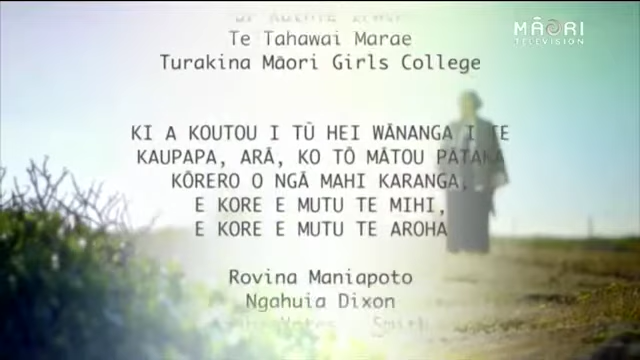 MĀORI
TELEVISION
Te Tahawai Marae
Turakina Māori Girls College
KI A KOUTOU I TŪ HEI WĀNANGA I TE
KAUPAPA, ARĀ, KO TŌ MĀTOU PĀTAKA
KŌRERO O NGĀ MAHI KARANGA,
E KORE E MUTU TE MIHI,
E KORE E MUTU TE AROHA
Rovina Maniapoto
Ngahuia Dixon